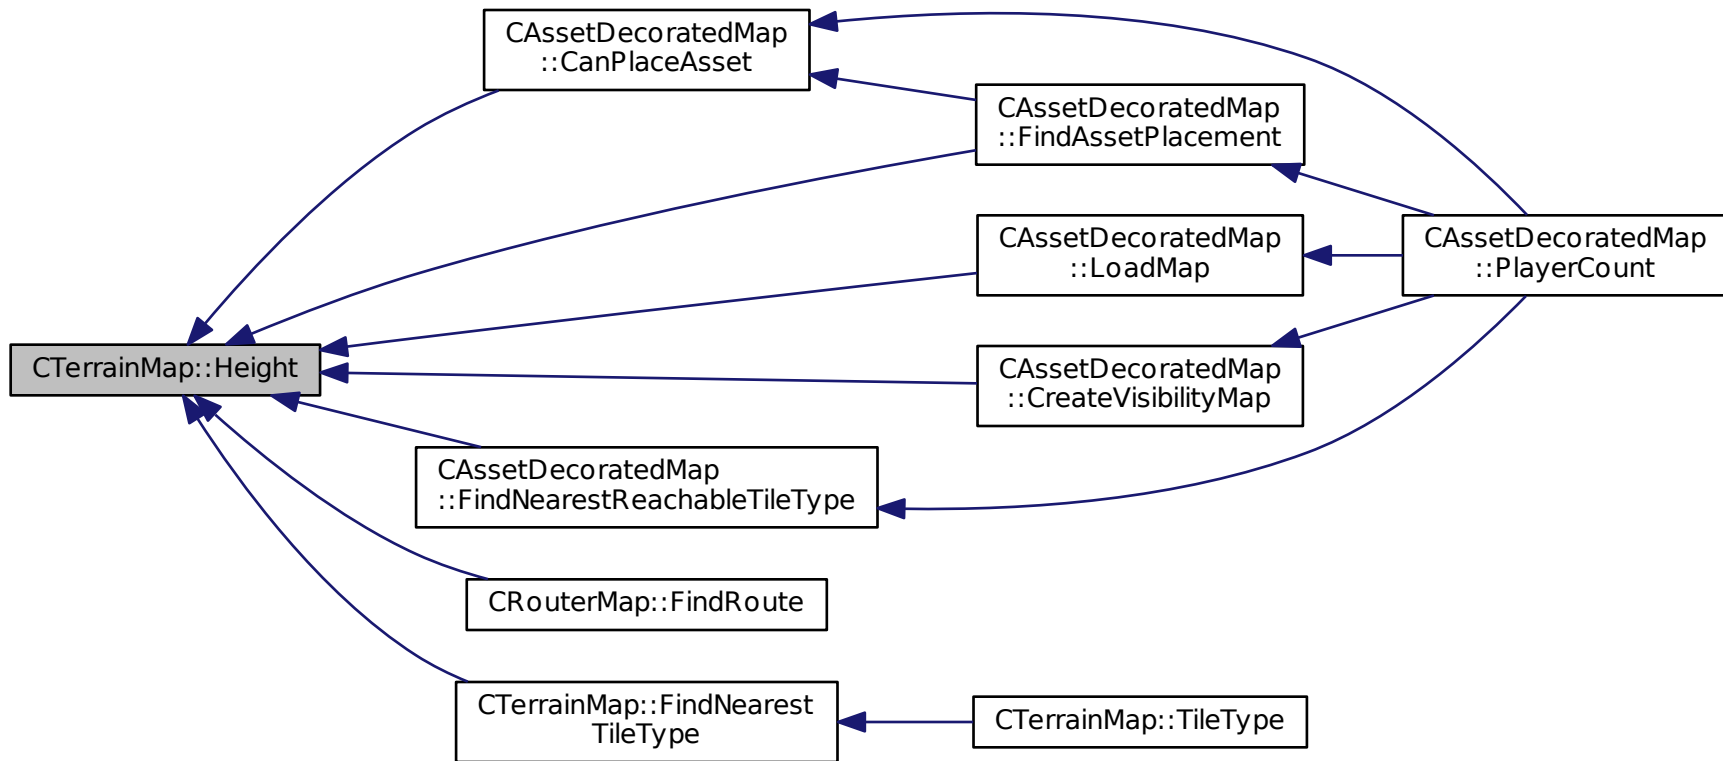 CAssetDecoratedMap
::CanPlaceAsset
CAssetDecoratedMap
::FindAssetPlacement
CAssetDecoratedMap
::LoadMap
CAssetDecoratedMap
::PlayerCount
CTerrainMap::Height
CAssetDecoratedMap
::CreateVisibilityMap
CAssetDecoratedMap
::FindNearestReachableTileType
CRouterMap::FindRoute
CTerrainMap::FindNearest
TileType
CTerrainMap::TileType